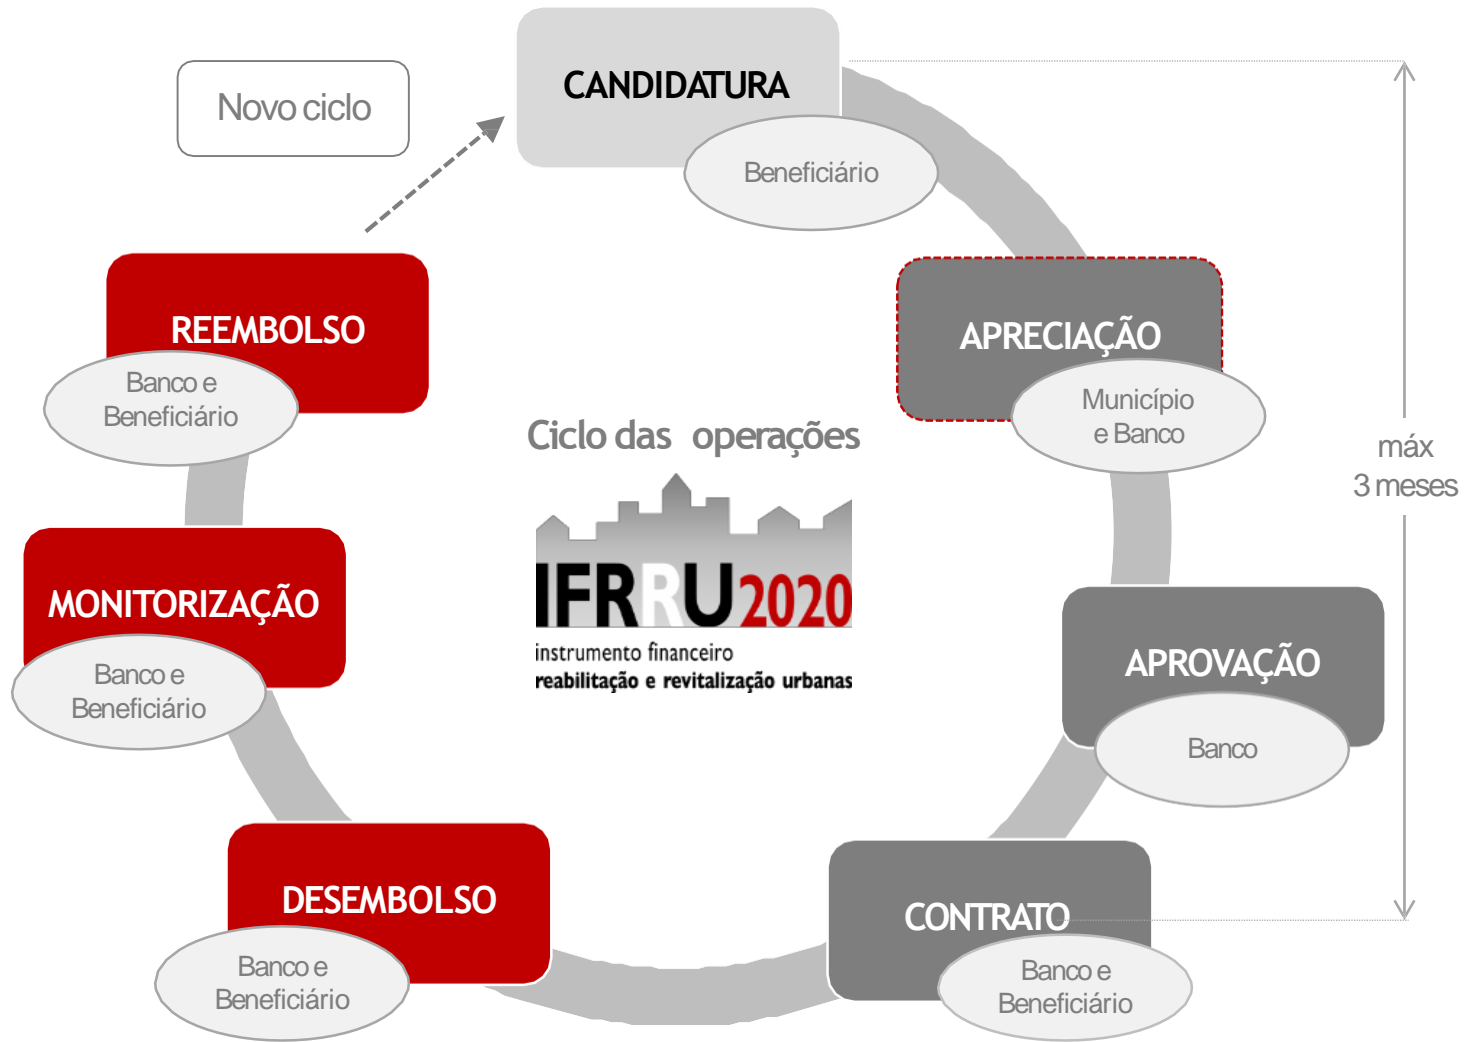 CANDIDATURA
Beneficiário
Novo ciclo
REEMBOLSO
Banco e
Beneficiário
APRECIAÇÃO
Município
e Banco
Ciclo das operações
IFRRU2020
instrumento financeiro
reabilitação e revitalização urbanas
máx
3 meses
MONITORIZAÇÃO
Banco e
Beneficiário
APROVAÇÃO
Banco
DESEMBOLSO
Banco e
Beneficiário
CONTRATO
Banco e
Beneficiário